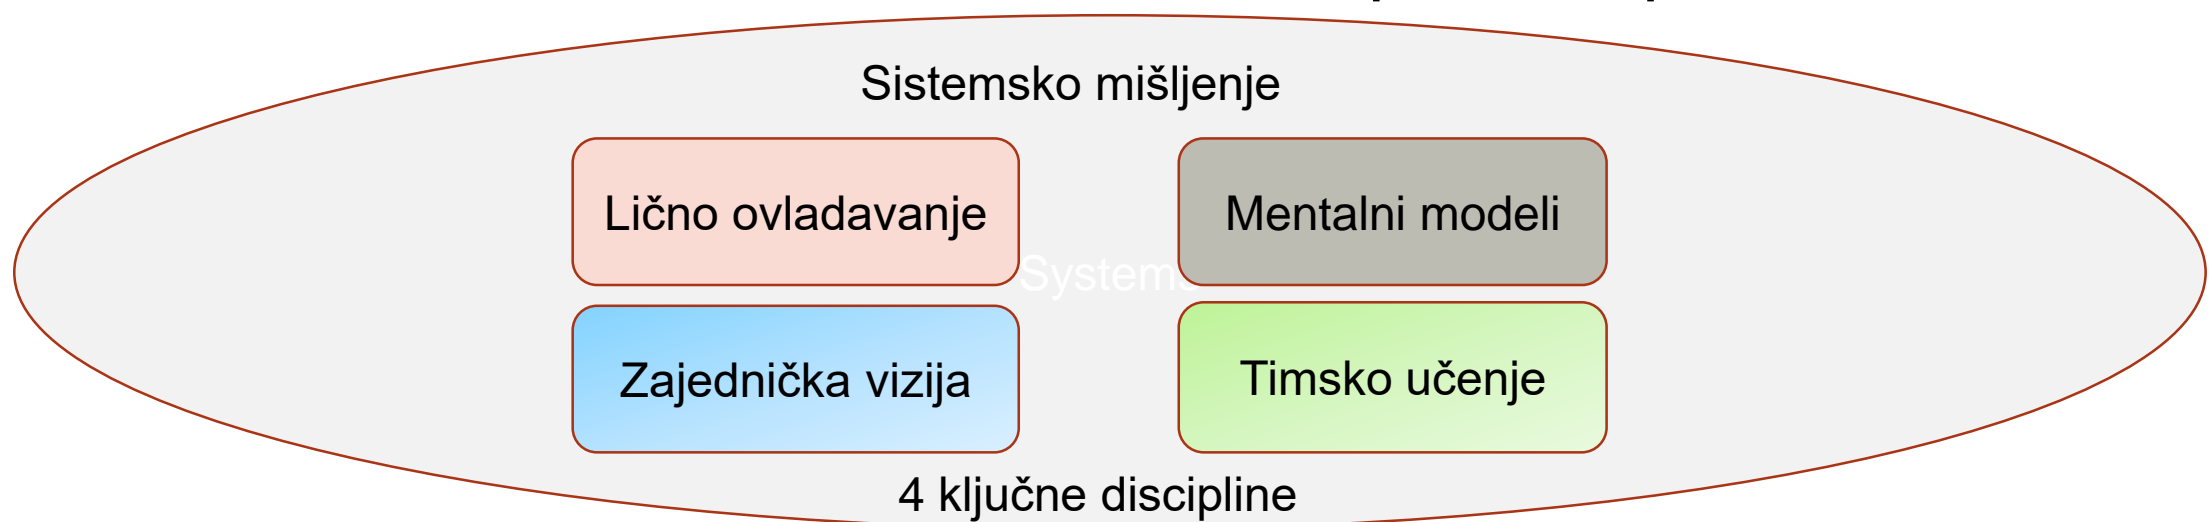 Sistemsko mišljenje
Lično ovladavanje
Mentalni modeli
Zajednička vizija
Timsko učenje
4 ključne discipline